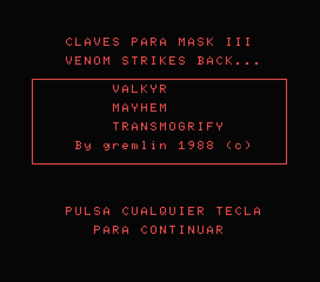 CLAVES PARA MASK III
VENOM STRIKES BACK...
VALKYR
MAYHEM
TRANSMOGRIFY
By gremlin 1988 (c)
PULSA CUALQUIER TECLA
PARA CONTINUAR